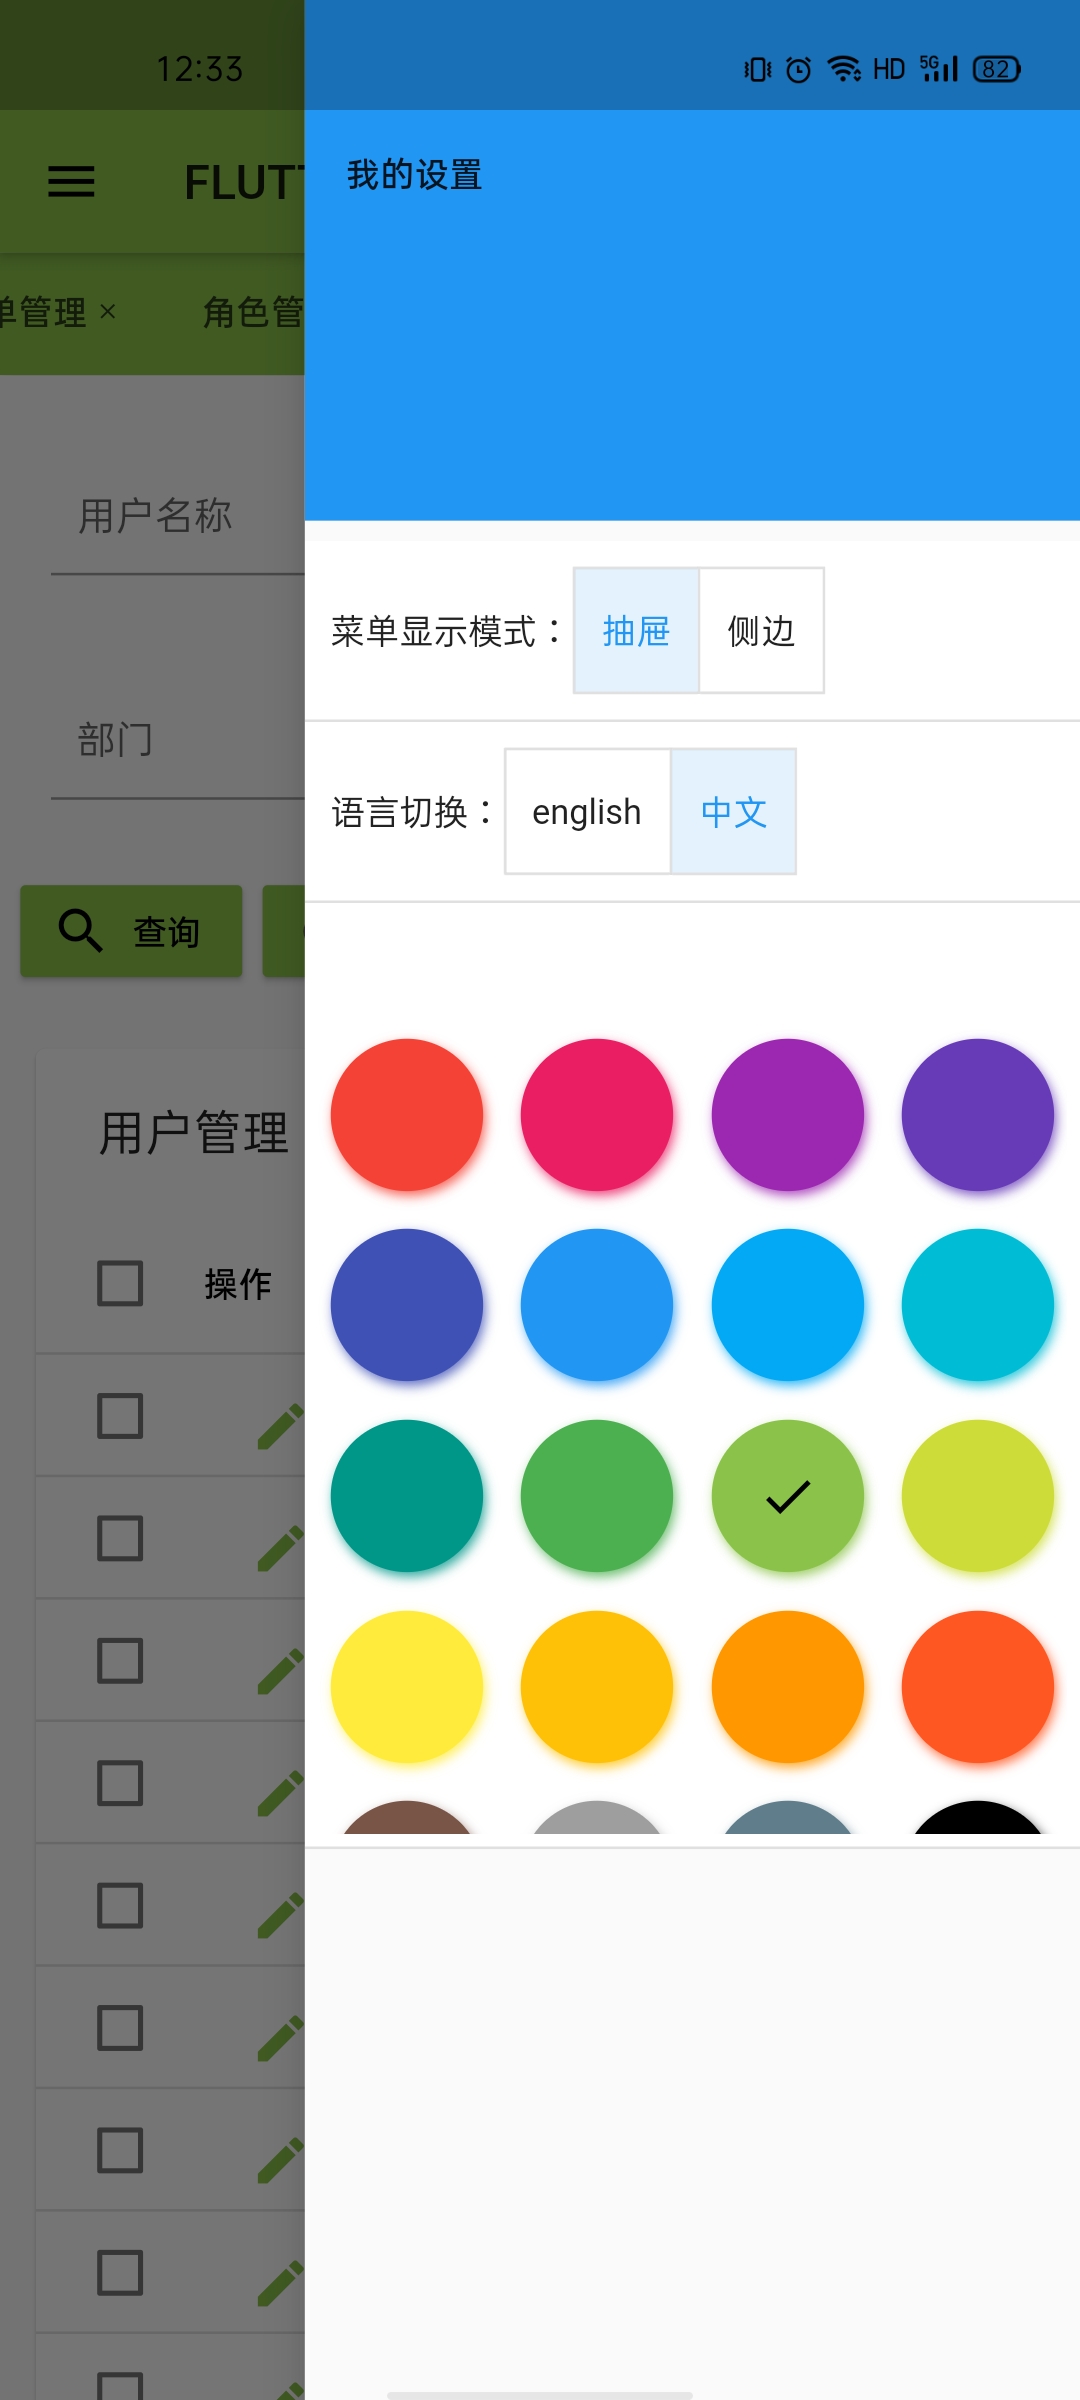 12:33
HD 5G 82
我的设置
FLUT
单管理 ×
角色管
用户名称
菜单显示模式：
抽屉
侧边
部门
语言切换：
english
中文
查询
用户管理
操作